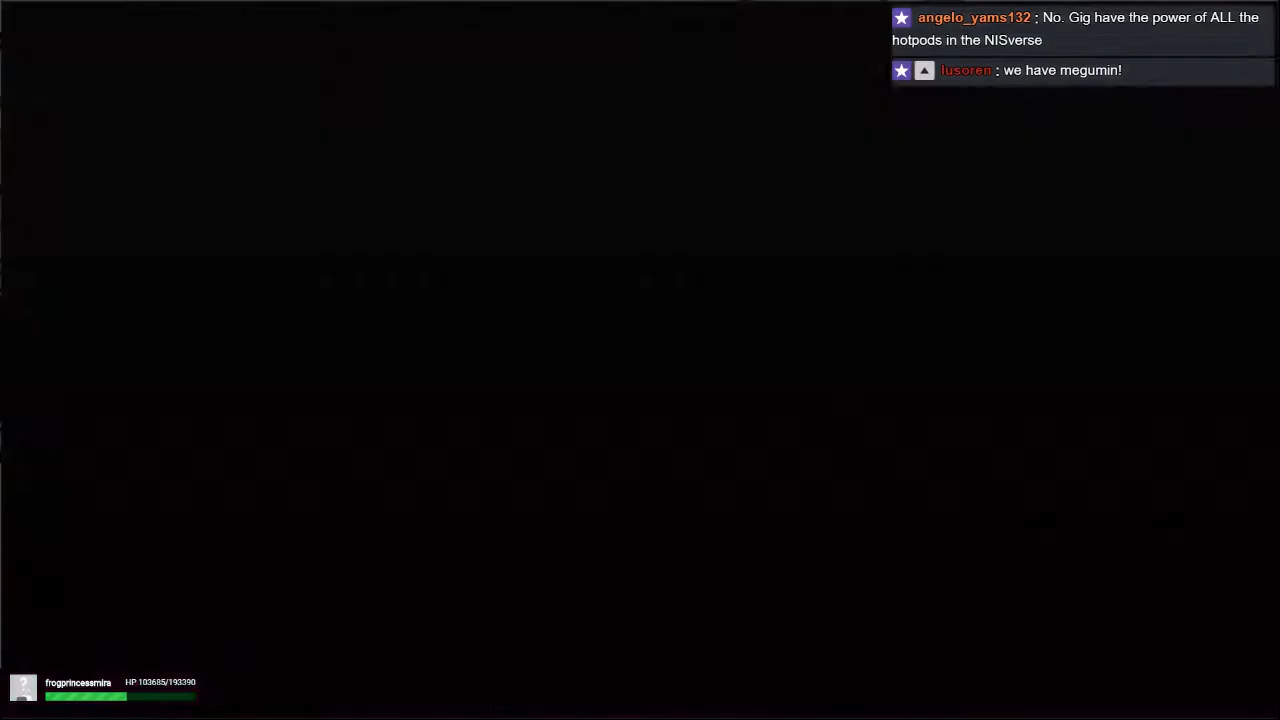 angelo_yams132 : No. Gig have the power of ALL the
hotpods in the NISverse
lusoren : we have megumin!
frogprincessmira HP 103685/193390